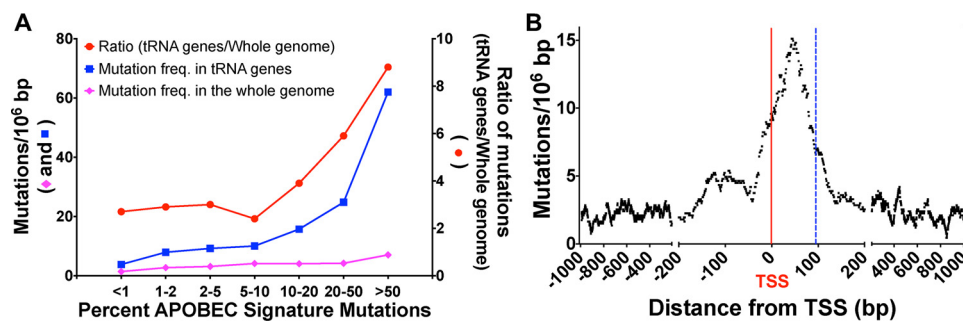 A
80
60
40
20
0
Mutations/10⁶ bp
(◆ and ■)
Ratio (tRNA genes/Whole genome)
Mutation freq. in tRNA genes
Mutation freq. in the whole genome
10
8
6
4
2
0
Ratio of mutations
(tRNA genes/Whole genome)
(●)
<1
1-2
2-5
5-10
10-20
20-50
>50
Percent APOBEC Signature Mutations
B
15
10
5
0
Mutations/10⁶ bp
-1000
-800
-600
-400
-200
-100
0
100
200
400
600
800
1000
TSS
Distance from TSS (bp)